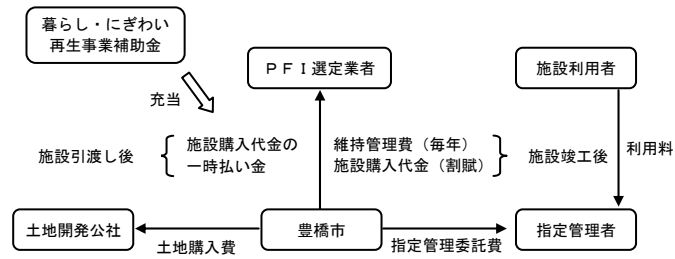 暮らし・にぎわい
再生事業補助金
ＰＦＩ選定業者
施設利用者
充当
施設引渡し後
施設購入代金の
一時払い金
維持管理費（毎年）
施設購入代金（割賦）
施設竣工後
利用料
土地開発公社
土地購入費
豊橋市
指定管理委託費
指定管理者